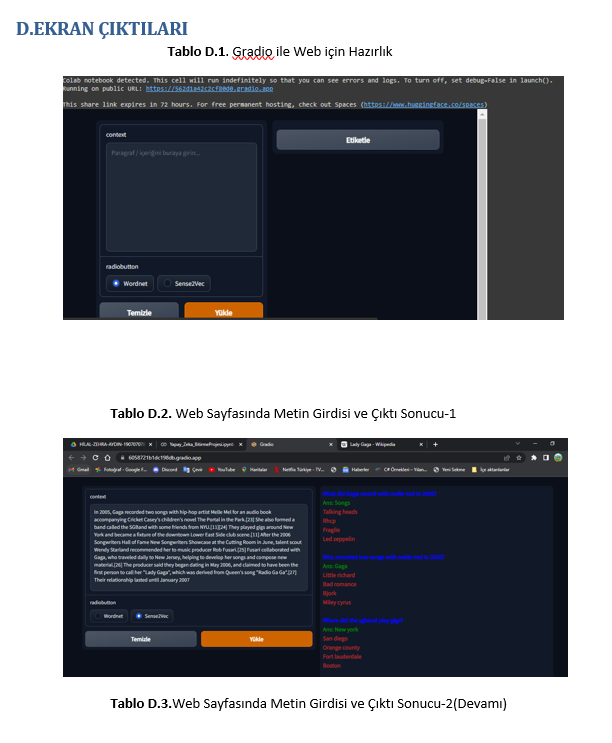 D.EKRAN ÇIKTILARI
Tablo D.1. Gradio ile Web için Hazırlık
Colab notebook detected. This cell will run indefinitely so that you can see errors and logs. To turn off, set debug=False in launch().
Running on public URL: https://562d1a42c2cf80d0.gradio.app
This share link expires in 72 hours. For free permanent hosting, check out Spaces (https://www.huggingface.co/spaces)
context
Paragraf / içeriğini buraya girin...
Etiketle
radiobutton
Wordnet Sense2Vec
Temizle Yükle
Tablo D.2. Web Sayfasında Metin Girdisi ve Çıktı Sonucu-1
HİLAL-ZEHRA-AYDIN- Yapay_Zeka_BitirmeProjesi.ipynb Gradio Lady Gaga - Wikipedia
6058721b1dc198db.gradio.app
Gmail Fotoğraf - Google F... Discord Çevir YouTube Haritalar Netflix Türkiye - TV... Haberler C# Örnekleri - Yılan... Yeni Sekme İçe aktarılanlar
context
In 2005, Gaga recorded two songs with hip-hop artist Melle Mel for an audio book
accompanying Cricket Casey's children's novel The Portal in the Park.[23] She also formed a
band called the SGBand with some friends from NYU.[11][24] They played gigs around New
York and became a fixture of the downtown Lower East Side club scene.[11] After the 2006
Songwriters Hall of Fame New Songwriters Showcase at the Cutting Room in June, talent scout
Wendy Starland recommended her to music producer Rob Fusari.[25] Fusari collaborated with
Gaga, who traveled daily to New Jersey, helping to develop her songs and compose new
material.[26] The producer said they began dating in May 2006, and claimed to have been the
first person to call her "Lady Gaga", which was derived from Queen's song "Radio Ga Ga".[27]
Their relationship lasted until January 2007
radiobutton
Wordnet Sense2Vec
Temizle Yükle
Ans: Songs
Talking heads
Rhcp
Fragile
Led zeppelin
Ans: Gaga
Little richard
Bad romance
Bjork
Miley cyrus
Ans: New york
San diego
Orange county
Fort lauderdale
Boston
Tablo D.3.Web Sayfasında Metin Girdisi ve Çıktı Sonucu-2(Devamı)